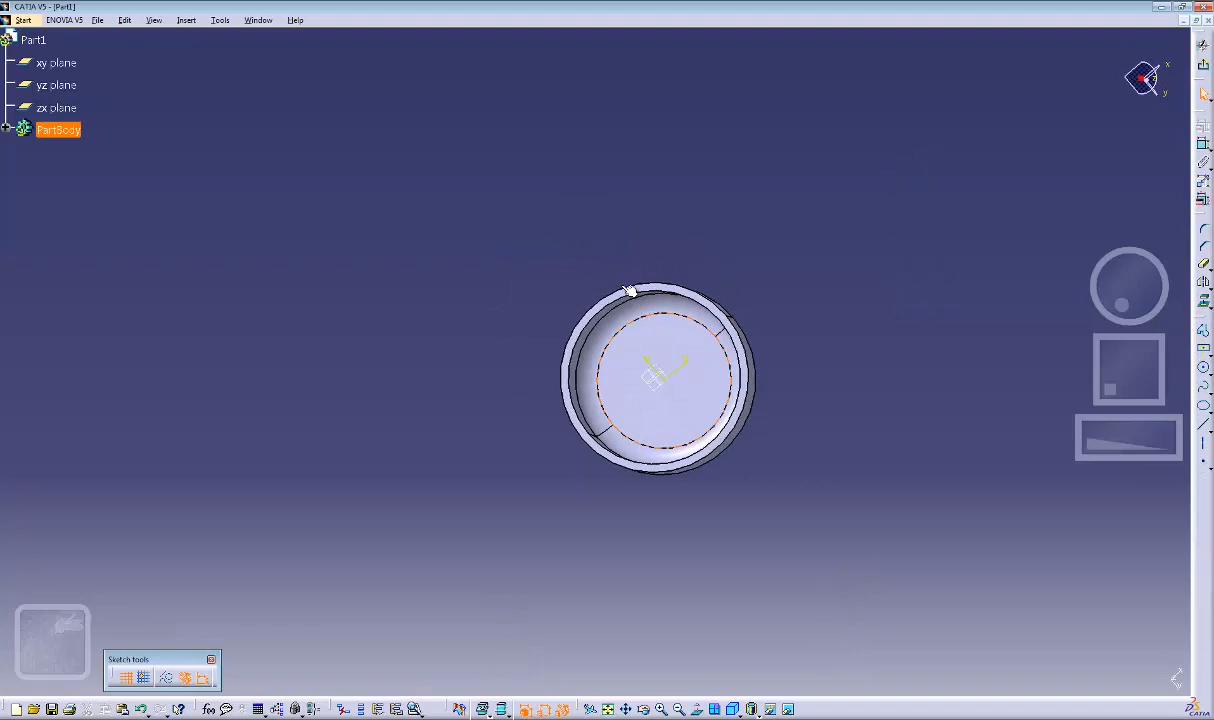 CATIA V5 - [Part1]
Start ENOVIA V5 File Edit View Insert Tools Window Help
Part1
x
xy plane
y
yz plane
zx plane
PartBody
Sketch tools
f(x)
CATIA